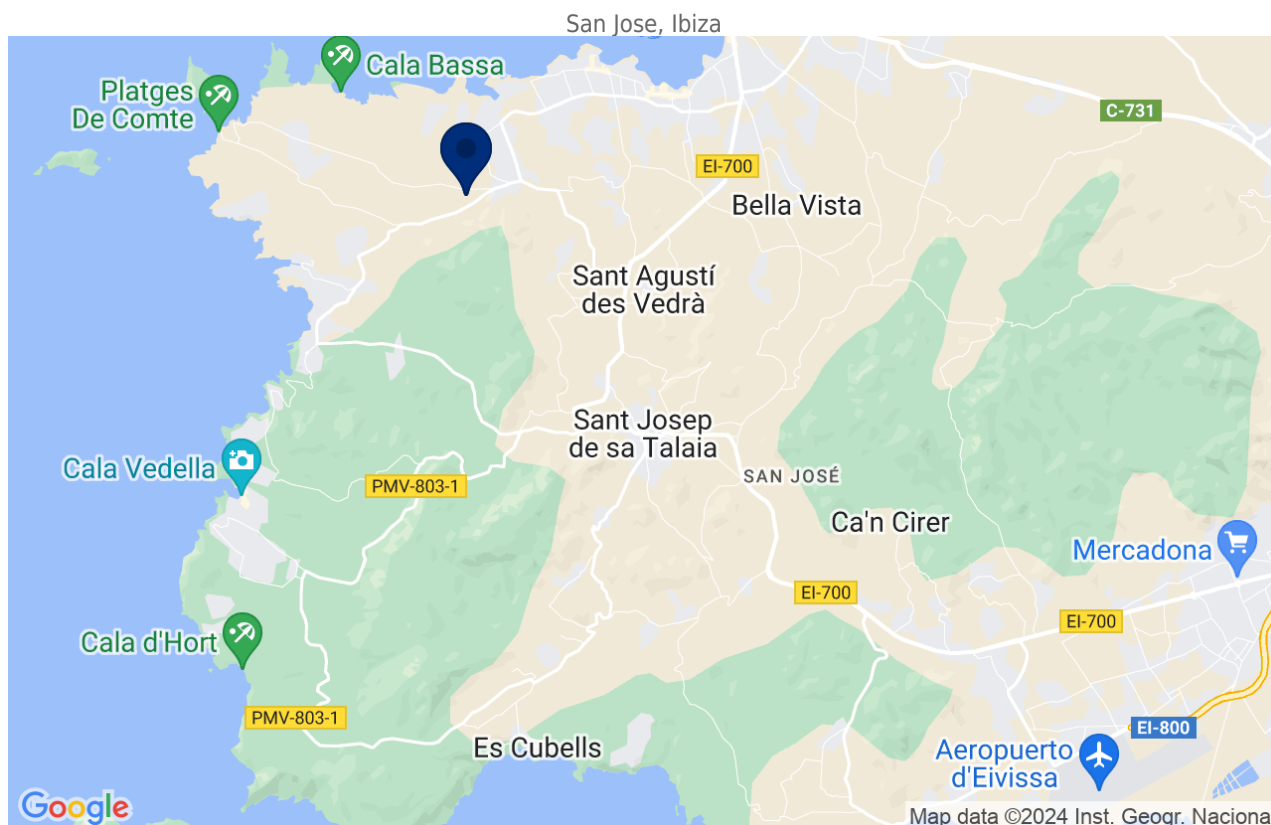 San Jose, Ibiza
Cala Bassa
Platges
De Comte
C-731
EI-700
Bella Vista
Sant Agustí
des Vedrà
Sant Josep
de sa Talaia
Cala Vedella
PMV-803-1
SAN JOSÉ
Ca'n Cirer
Mercadona
EI-700
EI-700
Cala d'Hort
PMV-803-1
EI-800
Es Cubells
Aeropuerto
d'Eivissa
Google
Map data ©2024 Inst. Geogr. Naciona